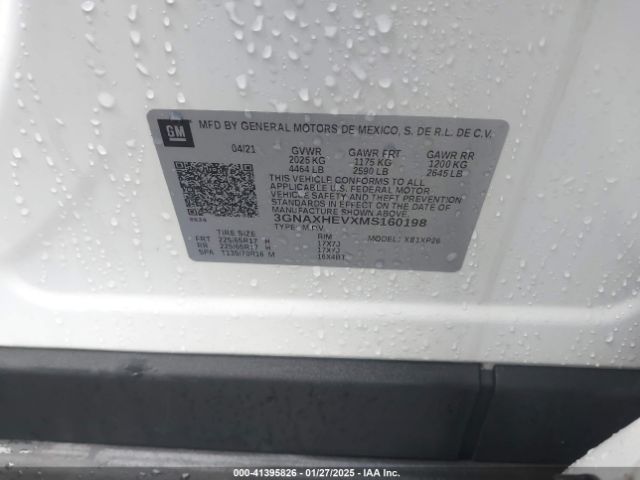 GM
MFD BY GENERAL MOTORS DE MEXICO, S. DE R.L. DE C.V.
04/21 GVWR GAWR FRT GAWR RR
2025 KG 1175 KG 1200 KG
4464 LB 2590 LB 2645 LB
THIS VEHICLE CONFORMS TO ALL
APPLICABLE U.S. FEDERAL MOTOR
VEHICLE SAFETY, BUMPER, AND
THEFT PREVENTION STANDARDS IN
EFFECT ON THE DATE OF
MANUFACTURE SHOWN ABOVE.
3GNAXHEVXMS160198
TYPE: M.P.V. MODEL: XB1XP26
TIRE SIZE RIM
FRT 225/65R17 H 17X7J
RR 225/65R17 H 17X7J
SPA T135/70R16 M 16X4BT
00-41395826 - 01/27/2025 - IAA Inc.